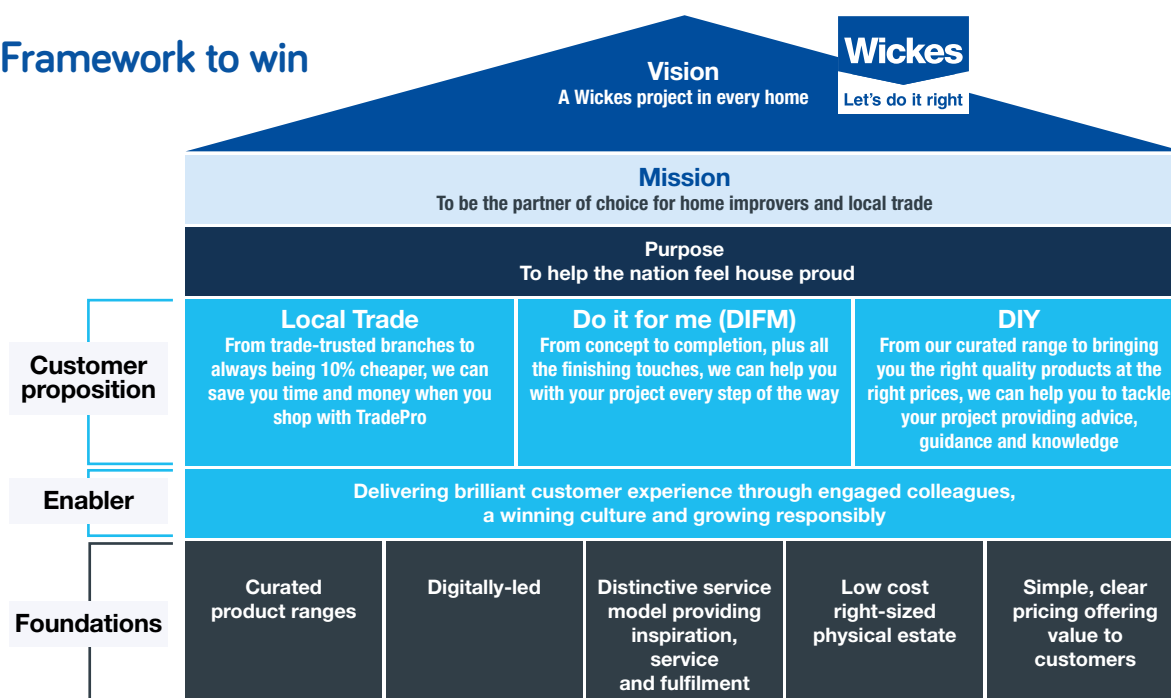 Framework to win
Wickes
Let's do it right
Vision
A Wickes project in every home
Mission
To be the partner of choice for home improvers and local trade
Purpose
To help the nation feel house proud
Customer
proposition
Local Trade
From trade-trusted branches to
always being 10% cheaper, we can
save you time and money when you
shop with TradePro
Do it for me (DIFM)
From concept to completion, plus all
the finishing touches, we can help you
with your project every step of the way
DIY
From our curated range to bringing
you the right quality products at the
right prices, we can help you to tackle
your project providing advice,
guidance and knowledge
Enabler
Delivering brilliant customer experience through engaged colleagues,
a winning culture and growing responsibly
Foundations
Curated
product ranges
Digitally-led
Distinctive service
model providing
inspiration,
service
and fulfilment
Low cost
right-sized
physical estate
Simple, clear
pricing offering
value to
customers